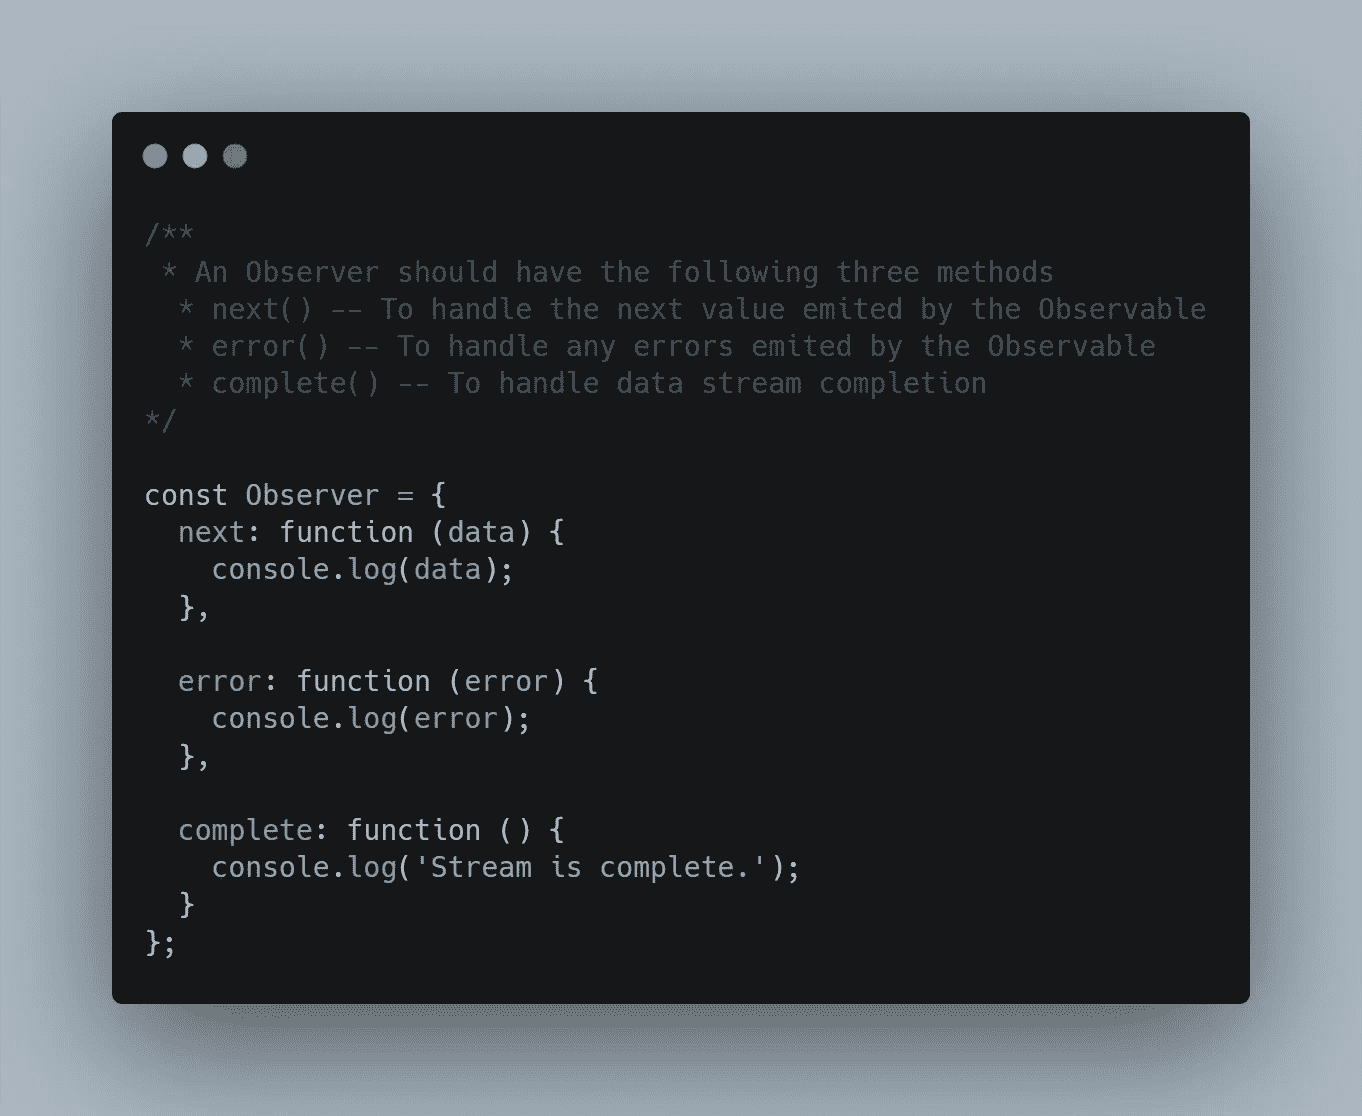 /**
 * An Observer should have the following three methods
  * next() -- To handle the next value emited by the Observable
  * error() -- To handle any errors emited by the Observable
  * complete() -- To handle data stream completion
*/
const Observer = {
  next: function (data) {
    console.log(data);
  },
  error: function (error) {
    console.log(error);
  },
  complete: function () {
    console.log('Stream is complete.');
  }
};